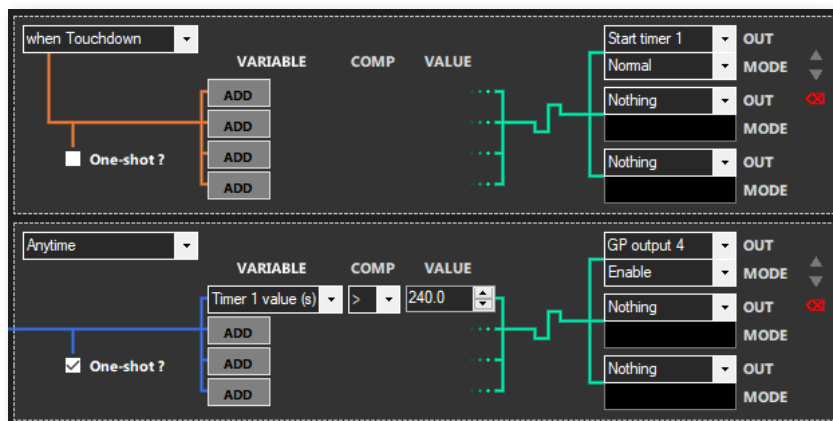 when Touchdown
VARIABLE COMP VALUE
ADD
ADD
ADD
ADD
One-shot ?
Start timer 1 OUT
Normal MODE
Nothing OUT
MODE
Nothing OUT
MODE
Anytime
VARIABLE COMP VALUE
Timer 1 value (s) > 240.0
ADD
ADD
ADD
One-shot ?
GP output 4 OUT
Enable MODE
Nothing OUT
MODE
Nothing OUT
MODE